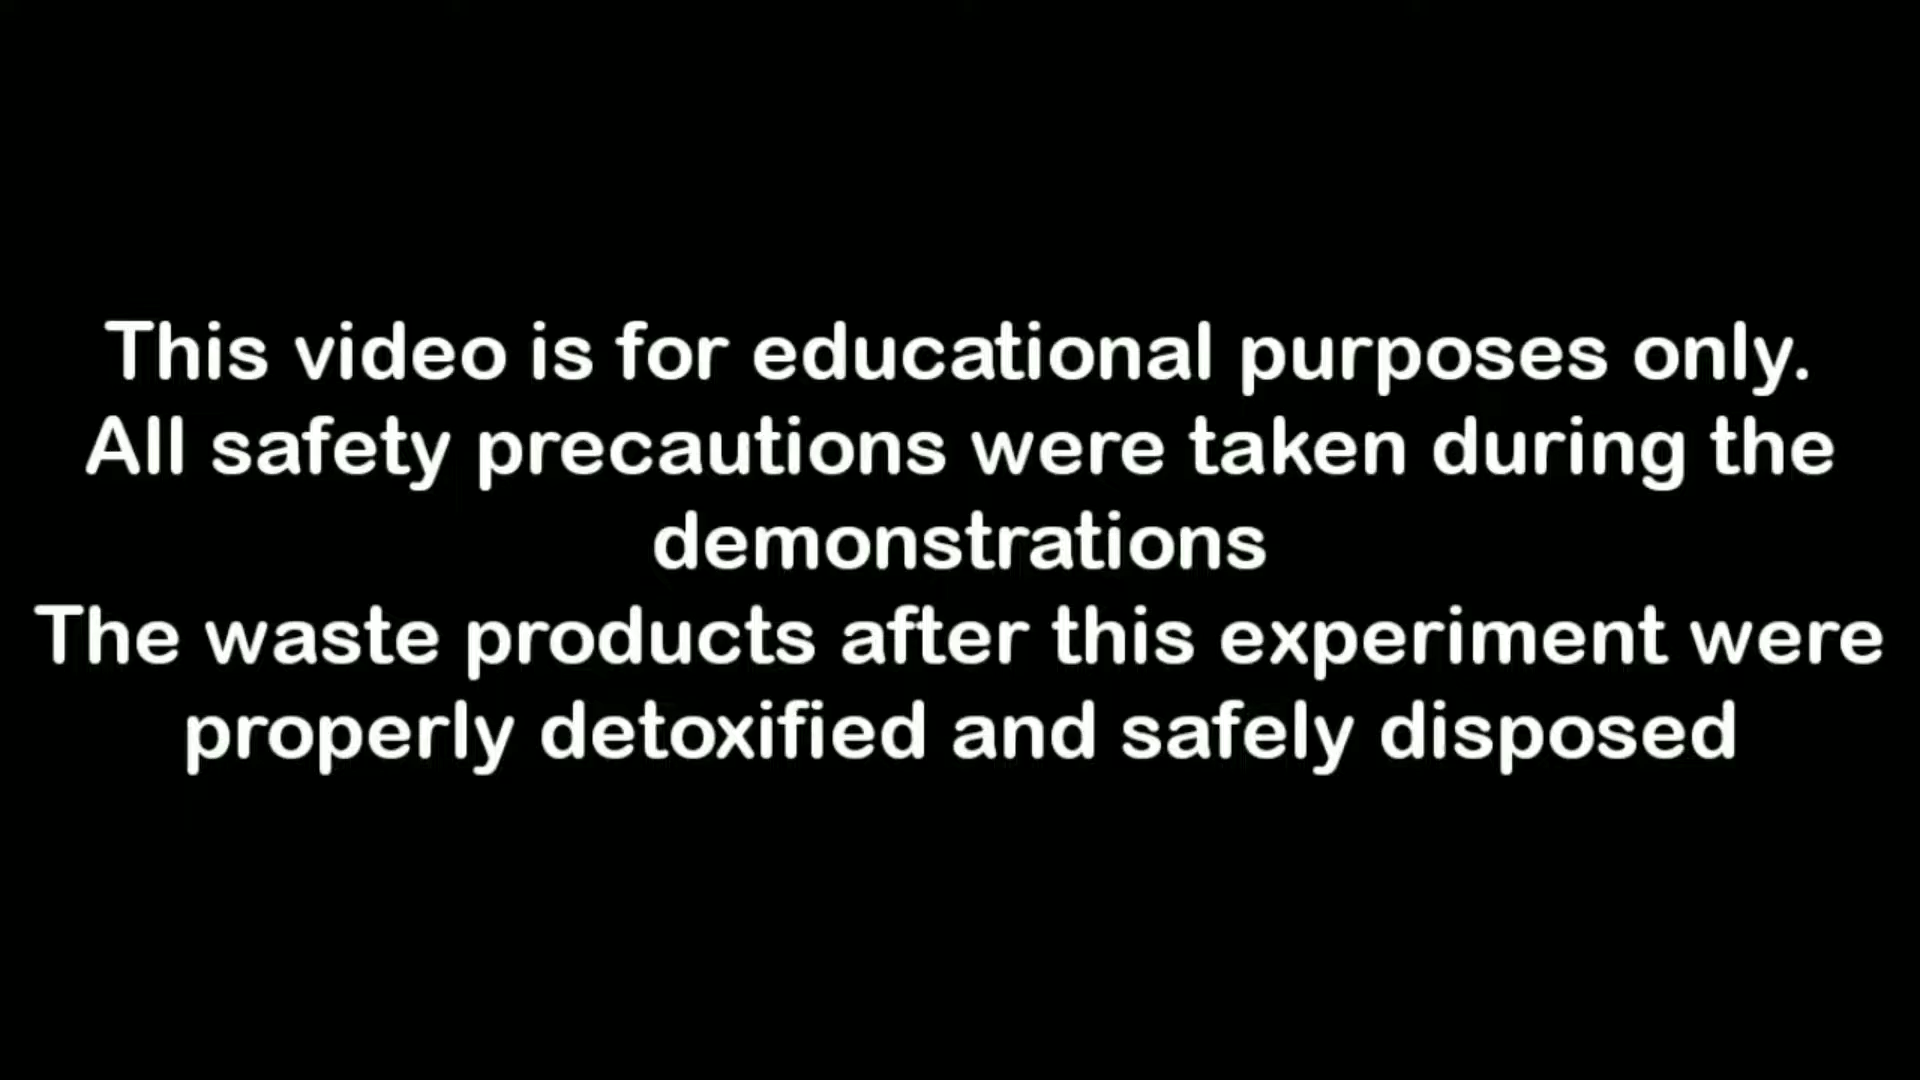 This video is for educational purposes only.
All safety precautions were taken during the
demonstrations
The waste products after this experiment were
properly detoxified and safely disposed